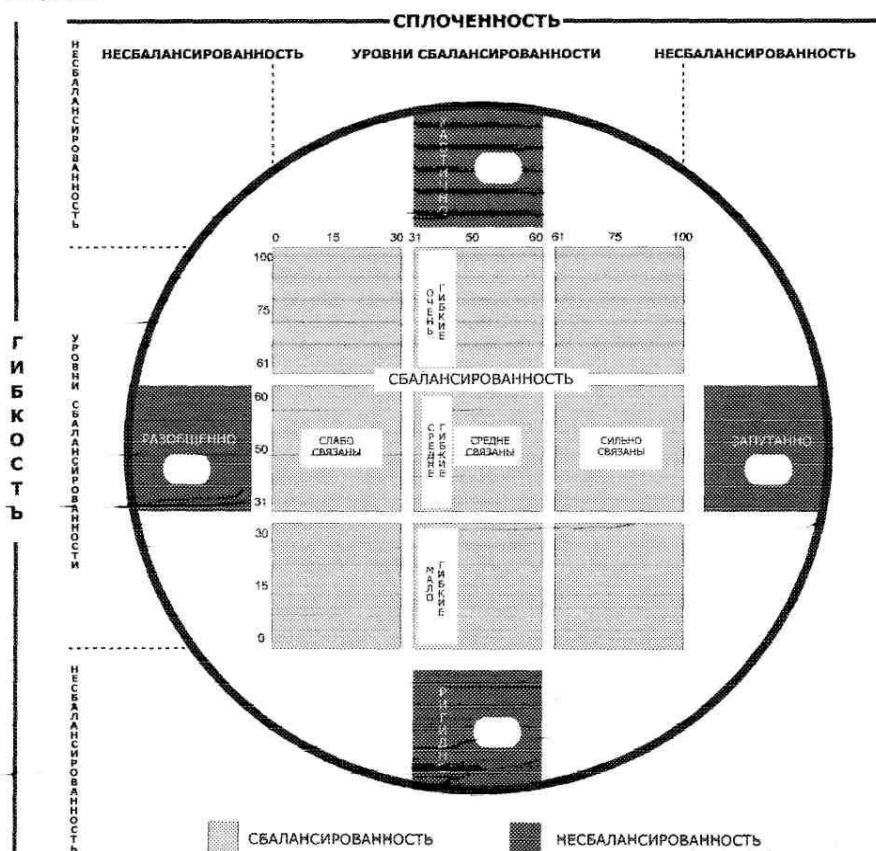 СПЛОЧЕННОСТЬ
НЕСБАЛАНСИРОВАННОСТЬ
УРОВНИ СБАЛАНСИРОВАННОСТИ
НЕСБАЛАНСИРОВАННОСТЬ
НЕСБАЛАНСИРОВАННОСТЬ
0 15 30 31 50 60 61 75 100
100
ОЧЕНЬ
ГИБКИЕ
75
61
ГИБКОСТЬ
УРОВНИ СБАЛАНСИРОВАННОСТИ
СБАЛАНСИРОВАННОСТЬ
60
РАЗОБЩЕННО
СЛАБО
СВЯЗАНЫ
СРЕДНЕ
ГИБКИЕ
СРЕДНЕ
СВЯЗАНЫ
СИЛЬНО
СВЯЗАНЫ
ЗАПУТАННО
50
31
30
МАЛО
ГИБКИЕ
15
0
НЕСБАЛАНСИРОВАННОСТЬ
РИГИДНО
СБАЛАНСИРОВАННОСТЬ
НЕСБАЛАНСИРОВАННОСТЬ